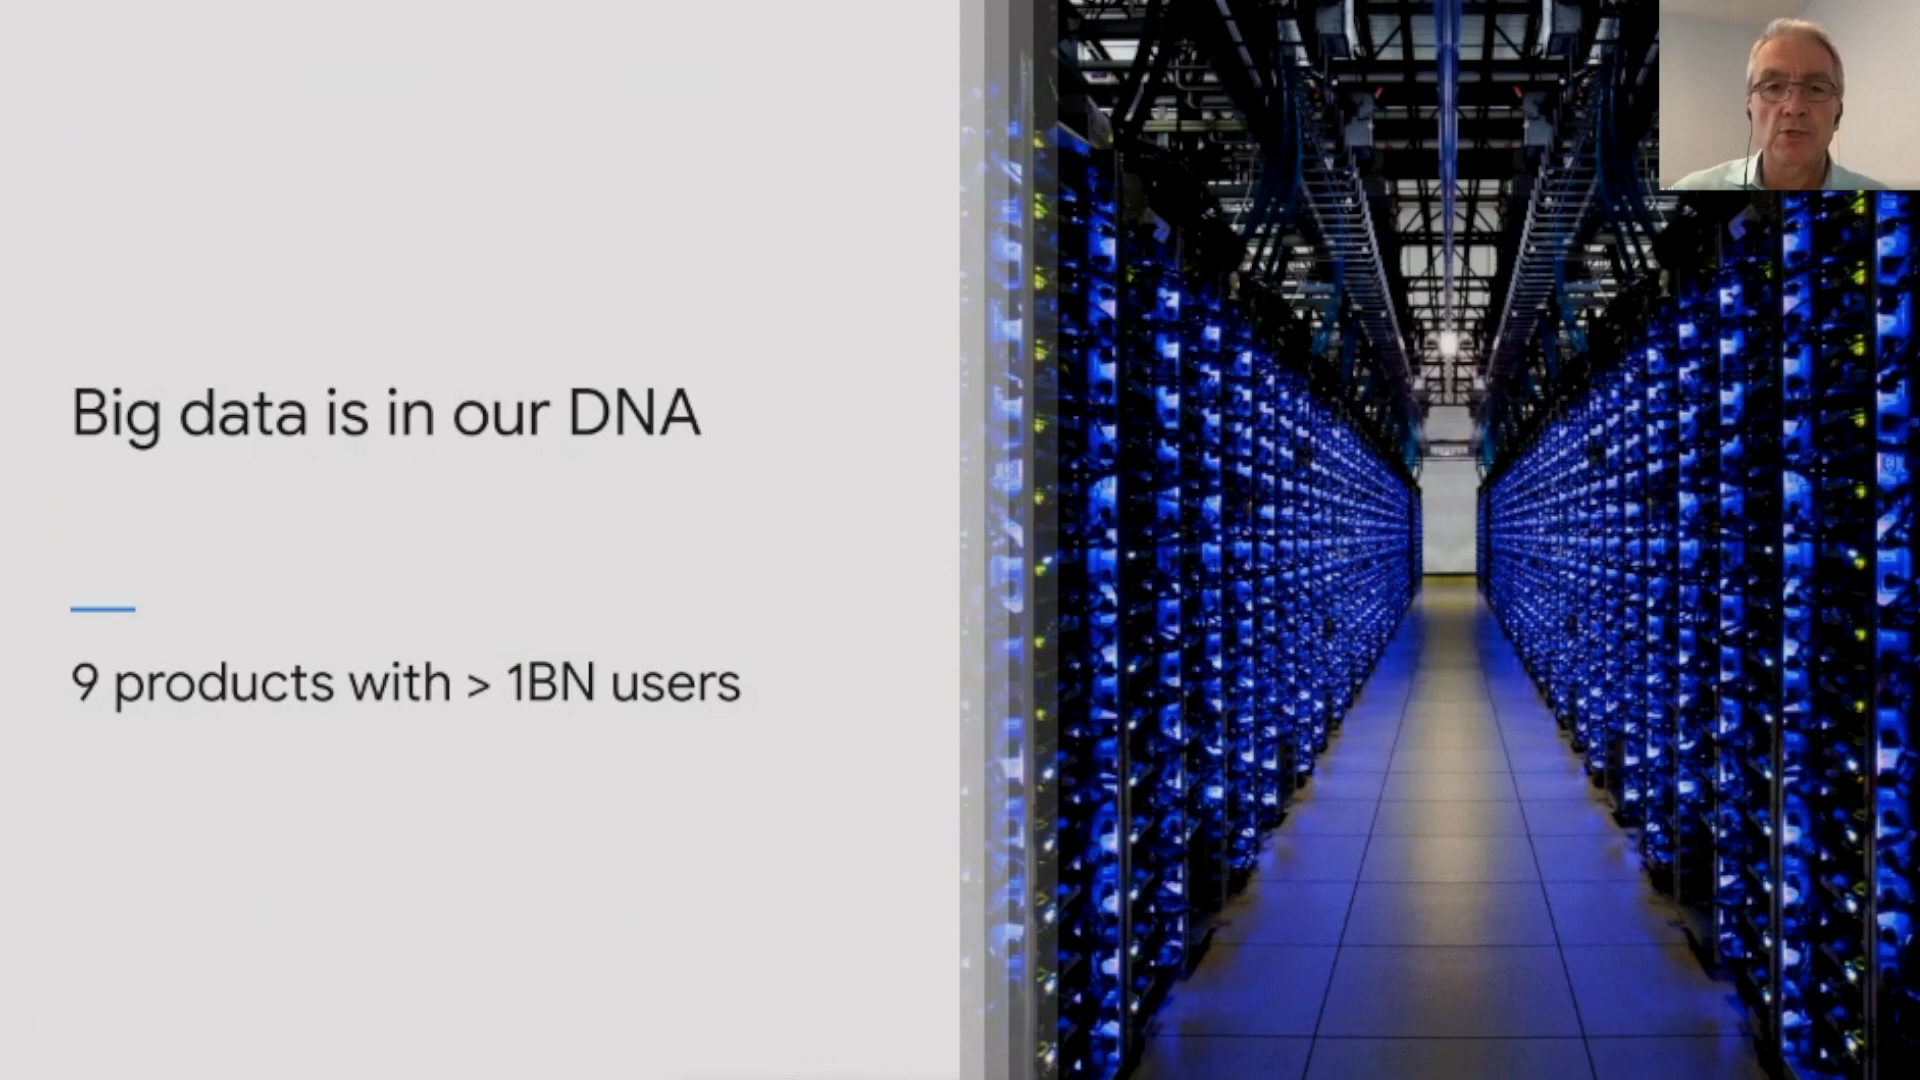 Big data is in our DNA
9 products with > 1BN users